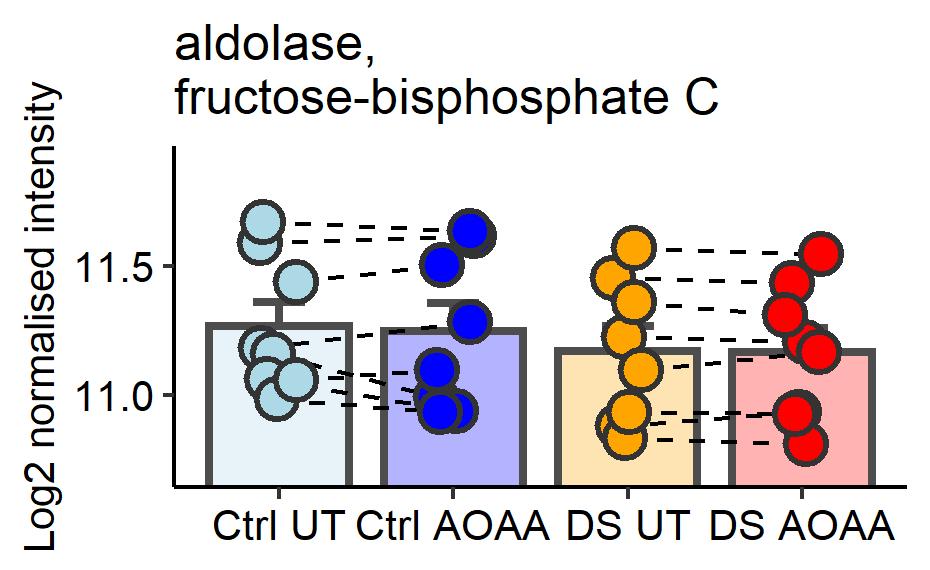 aldolase,
fructose-bisphosphate C
Log2 normalised intensity
11.5
11.0
Ctrl UT Ctrl AOAA DS UT DS AOAA